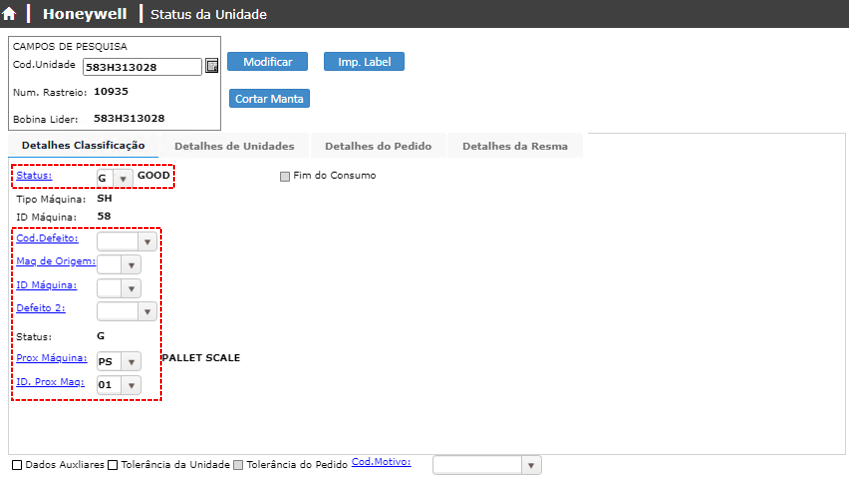 Honeywell Status da Unidade
CAMPOS DE PESQUISA
Cod.Unidade 583H313028
Modificar
Imp. Label
Num. Rastreio: 10935
Cortar Manta
Bobina Lider: 583H313028
Detalhes Classificação
Detalhes de Unidades
Detalhes do Pedido
Detalhes da Resma
Status: G GOOD
Fim do Consumo
Tipo Máquina: SH
ID Máquina: 58
Cod.Defeito:
Maq de Origem:
ID Máquina:
Defeito 2:
Status: G
Prox Máquina: PS PALLET SCALE
ID. Prox Maq: 01
Dados Auxliares Tolerância da Unidade Tolerância do Pedido Cod.Motivo: